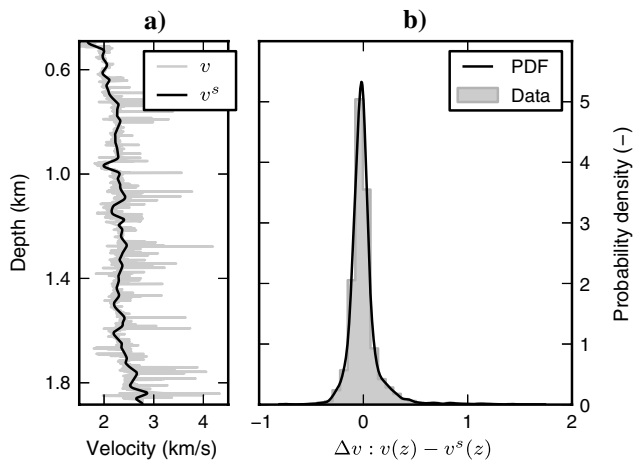 a)
b)
v
v^s
PDF
Data
0.6
1.0
1.4
1.8
Depth (km)
2
3
4
Velocity (km/s)
5
4
3
2
1
0
Probability density (−)
−1
0
1
2
Δv : v(z) − v^s(z)